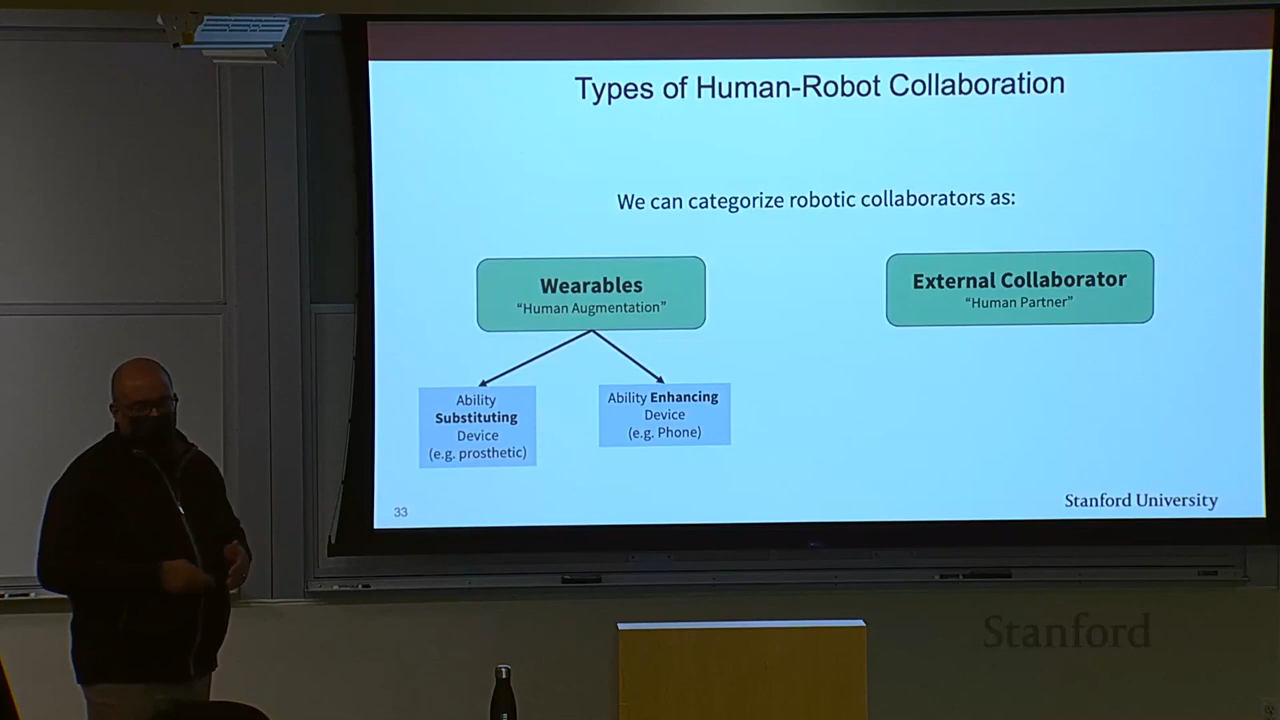 Types of Human-Robot Collaboration
We can categorize robotic collaborators as:
Wearables
“Human Augmentation”
External Collaborator
“Human Partner”
Ability
Substituting
Device
(e.g. prosthetic)
Ability Enhancing
Device
(e.g. Phone)
33
Stanford University
Stanford